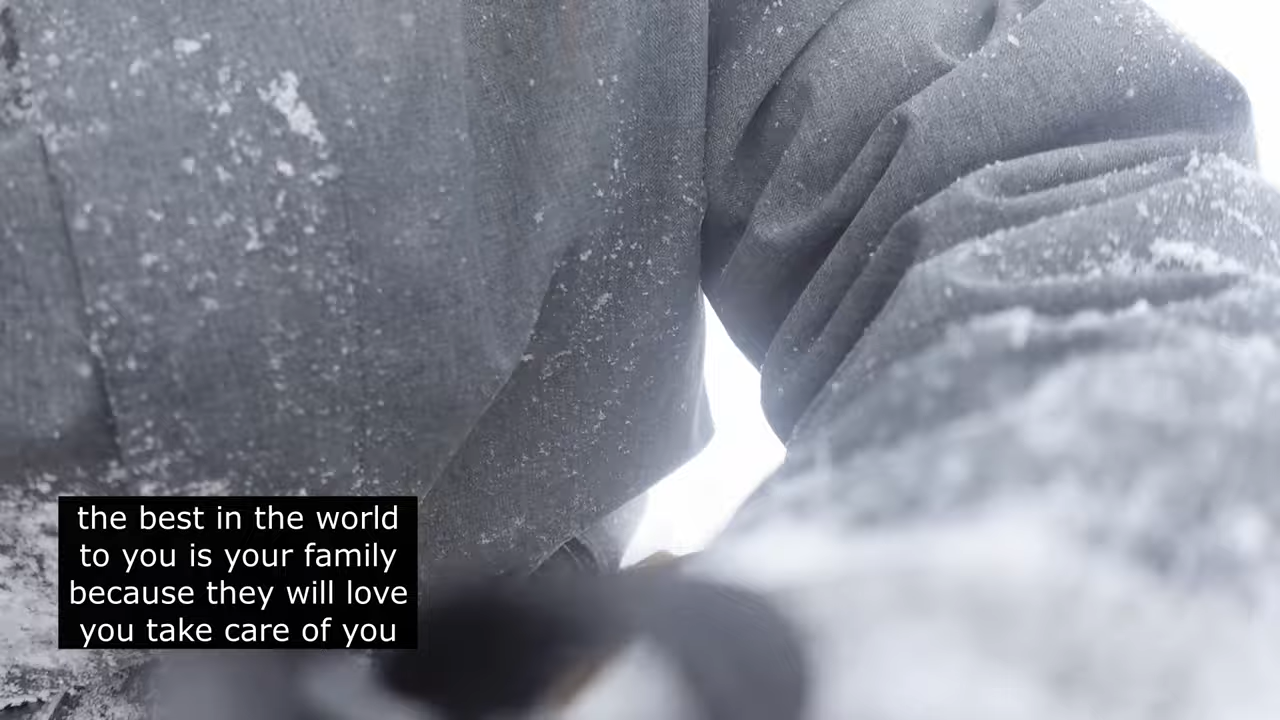 the best in the world
to you is your family
because they will love
you take care of you